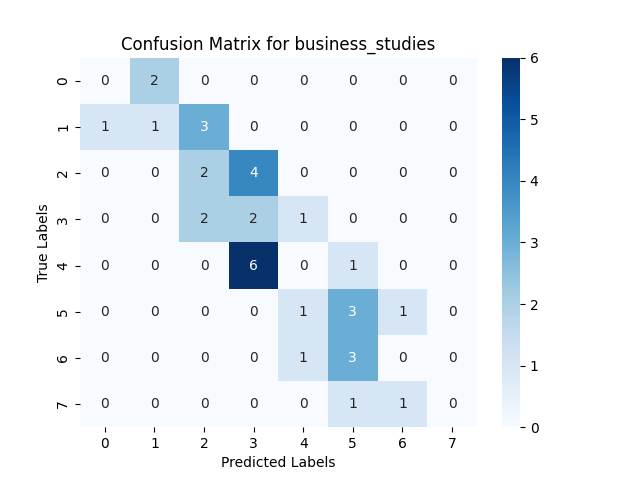 Confusion Matrix for business_studies
0 0 2 0 0 0 0 0 0
1 1 1 3 0 0 0 0 0
2 0 0 2 4 0 0 0 0
3 0 0 2 2 1 0 0 0
4 0 0 0 6 0 1 0 0
5 0 0 0 0 1 3 1 0
6 0 0 0 0 1 3 0 0
7 0 0 0 0 0 1 1 0
0 1 2 3 4 5 6 7
True Labels
Predicted Labels
6
5
4
3
2
1
0